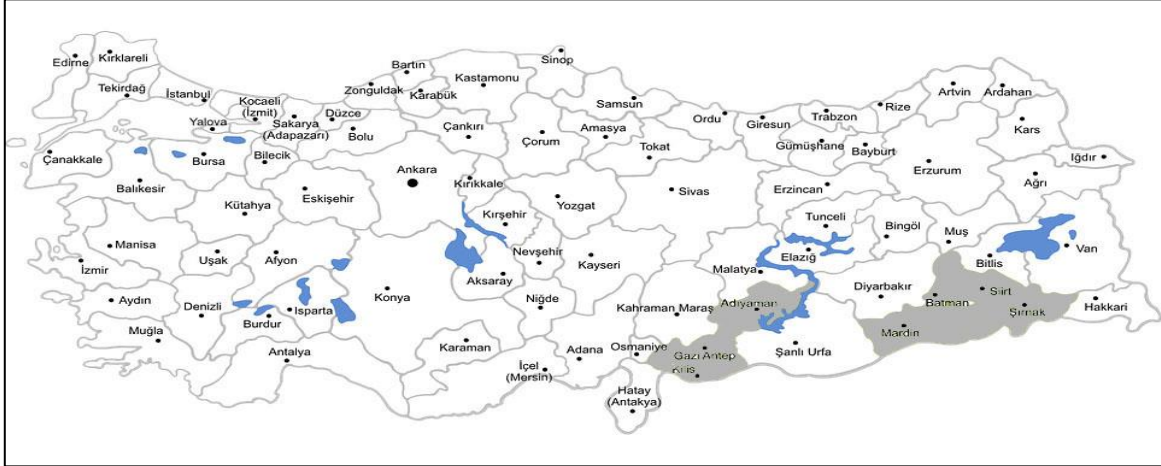 Edirne
Kırklareli
Tekirdağ
İstanbul
Kocaeli
(İzmit)
Yalova
Sakarya
(Adapazarı)
Düzce
Bolu
Zonguldak
Bartın
Karabük
Kastamonu
Sinop
Çankırı
Çorum
Samsun
Amasya
Tokat
Ordu
Giresun
Trabzon
Rize
Artvin
Ardahan
Kars
Gümüşhane
Bayburt
Erzurum
Iğdır
Ağrı
Çanakkale
Bursa
Bilecik
Balıkesir
Kütahya
Eskişehir
Ankara
Kırıkkale
Kırşehir
Yozgat
Sivas
Erzincan
Tunceli
Bingöl
Muş
Bitlis
Van
Manisa
İzmir
Uşak
Afyon
Konya
Aksaray
Nevşehir
Kayseri
Malatya
Elazığ
Diyarbakır
Batman
Siirt
Şırnak
Hakkari
Aydın
Denizli
Burdur
Isparta
Niğde
Kahraman Maraş
Adıyaman
Mardin
Muğla
Antalya
Karaman
İçel
(Mersin)
Adana
Osmaniye
Gazi Antep
Kilis
Şanlı Urfa
Hatay
(Antakya)